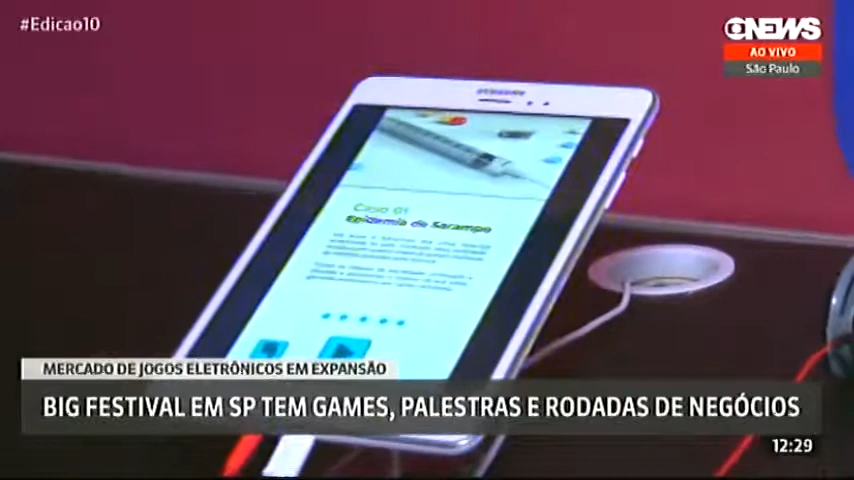 #Edicao10
GNEWS
AO VIVO
São Paulo
SAMSUNG
Caso 01
Epidemia de Sarampo
MERCADO DE JOGOS ELETRÔNICOS EM EXPANSÃO
BIG FESTIVAL EM SP TEM GAMES, PALESTRAS E RODADAS DE NEGÓCIOS
12:29